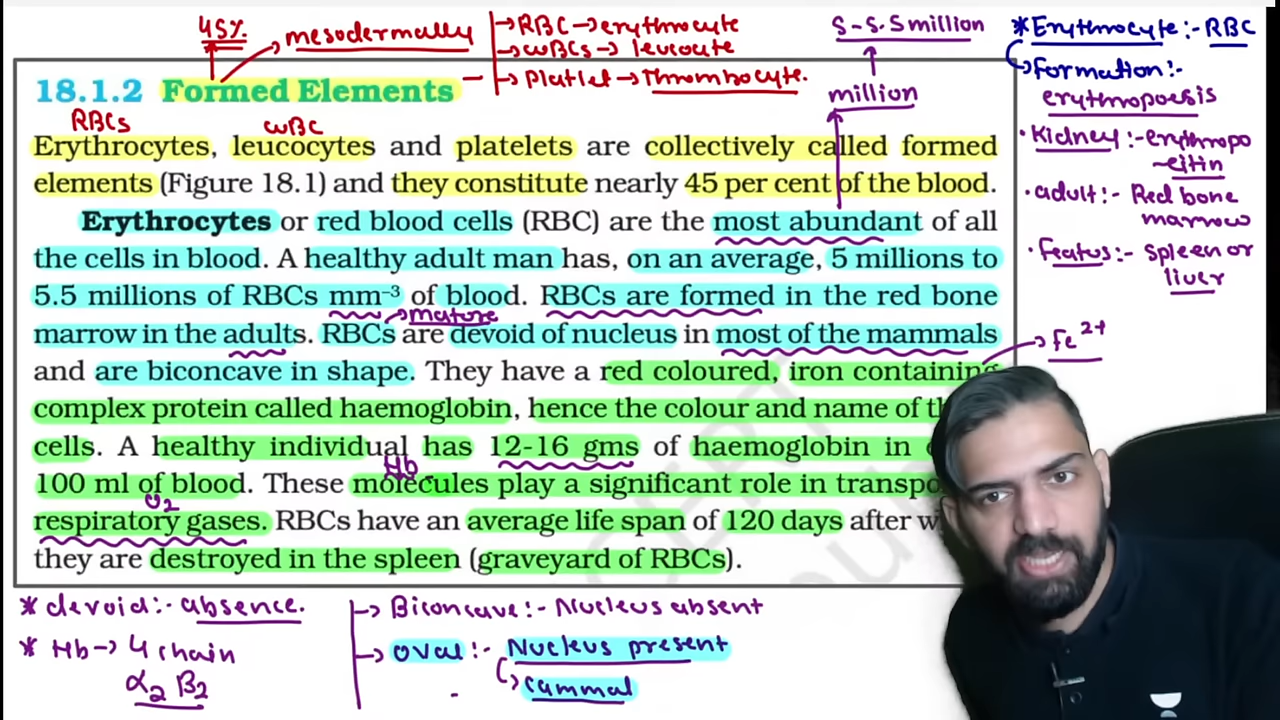 45% mesodermally
→RBC→erythrocyte
→WBCs→leucoute
→Platlet→Thrombocyte.
5-5.5 million
million
*Erythrocyte:-RBC
Formation:-
erythropoesis
·Kidney:-erythropo
-eitin
·adult:- Red bone
marrow
·Featus:- spleen or
liver
18.1.2 Formed Elements
RBCs WBC
Erythrocytes, leucocytes and platelets are collectively called formed
elements (Figure 18.1) and they constitute nearly 45 per cent of the blood.
Erythrocytes or red blood cells (RBC) are the most abundant of all
the cells in blood. A healthy adult man has, on an average, 5 millions to
5.5 millions of RBCs mm⁻³ of blood. RBCs are formed in the red bone
→mature
marrow in the adults. RBCs are devoid of nucleus in most of the mammals
→Fe²⁺
and are biconcave in shape. They have a red coloured, iron containing
complex protein called haemoglobin, hence the colour and name of
cells. A healthy individual has 12-16 gms of haemoglobin in
Hb
100 ml of blood. These molecules play a significant role in
O₂
respiratory gases. RBCs have an average life span of 120 days after
they are destroyed in the spleen (graveyard of RBCs).
*devoid:- absence.
*Hb→ 4 chain
α₂ β₂
→Biconcave:- Nucleus absent
→Oval:- Nucleus present
→cammal